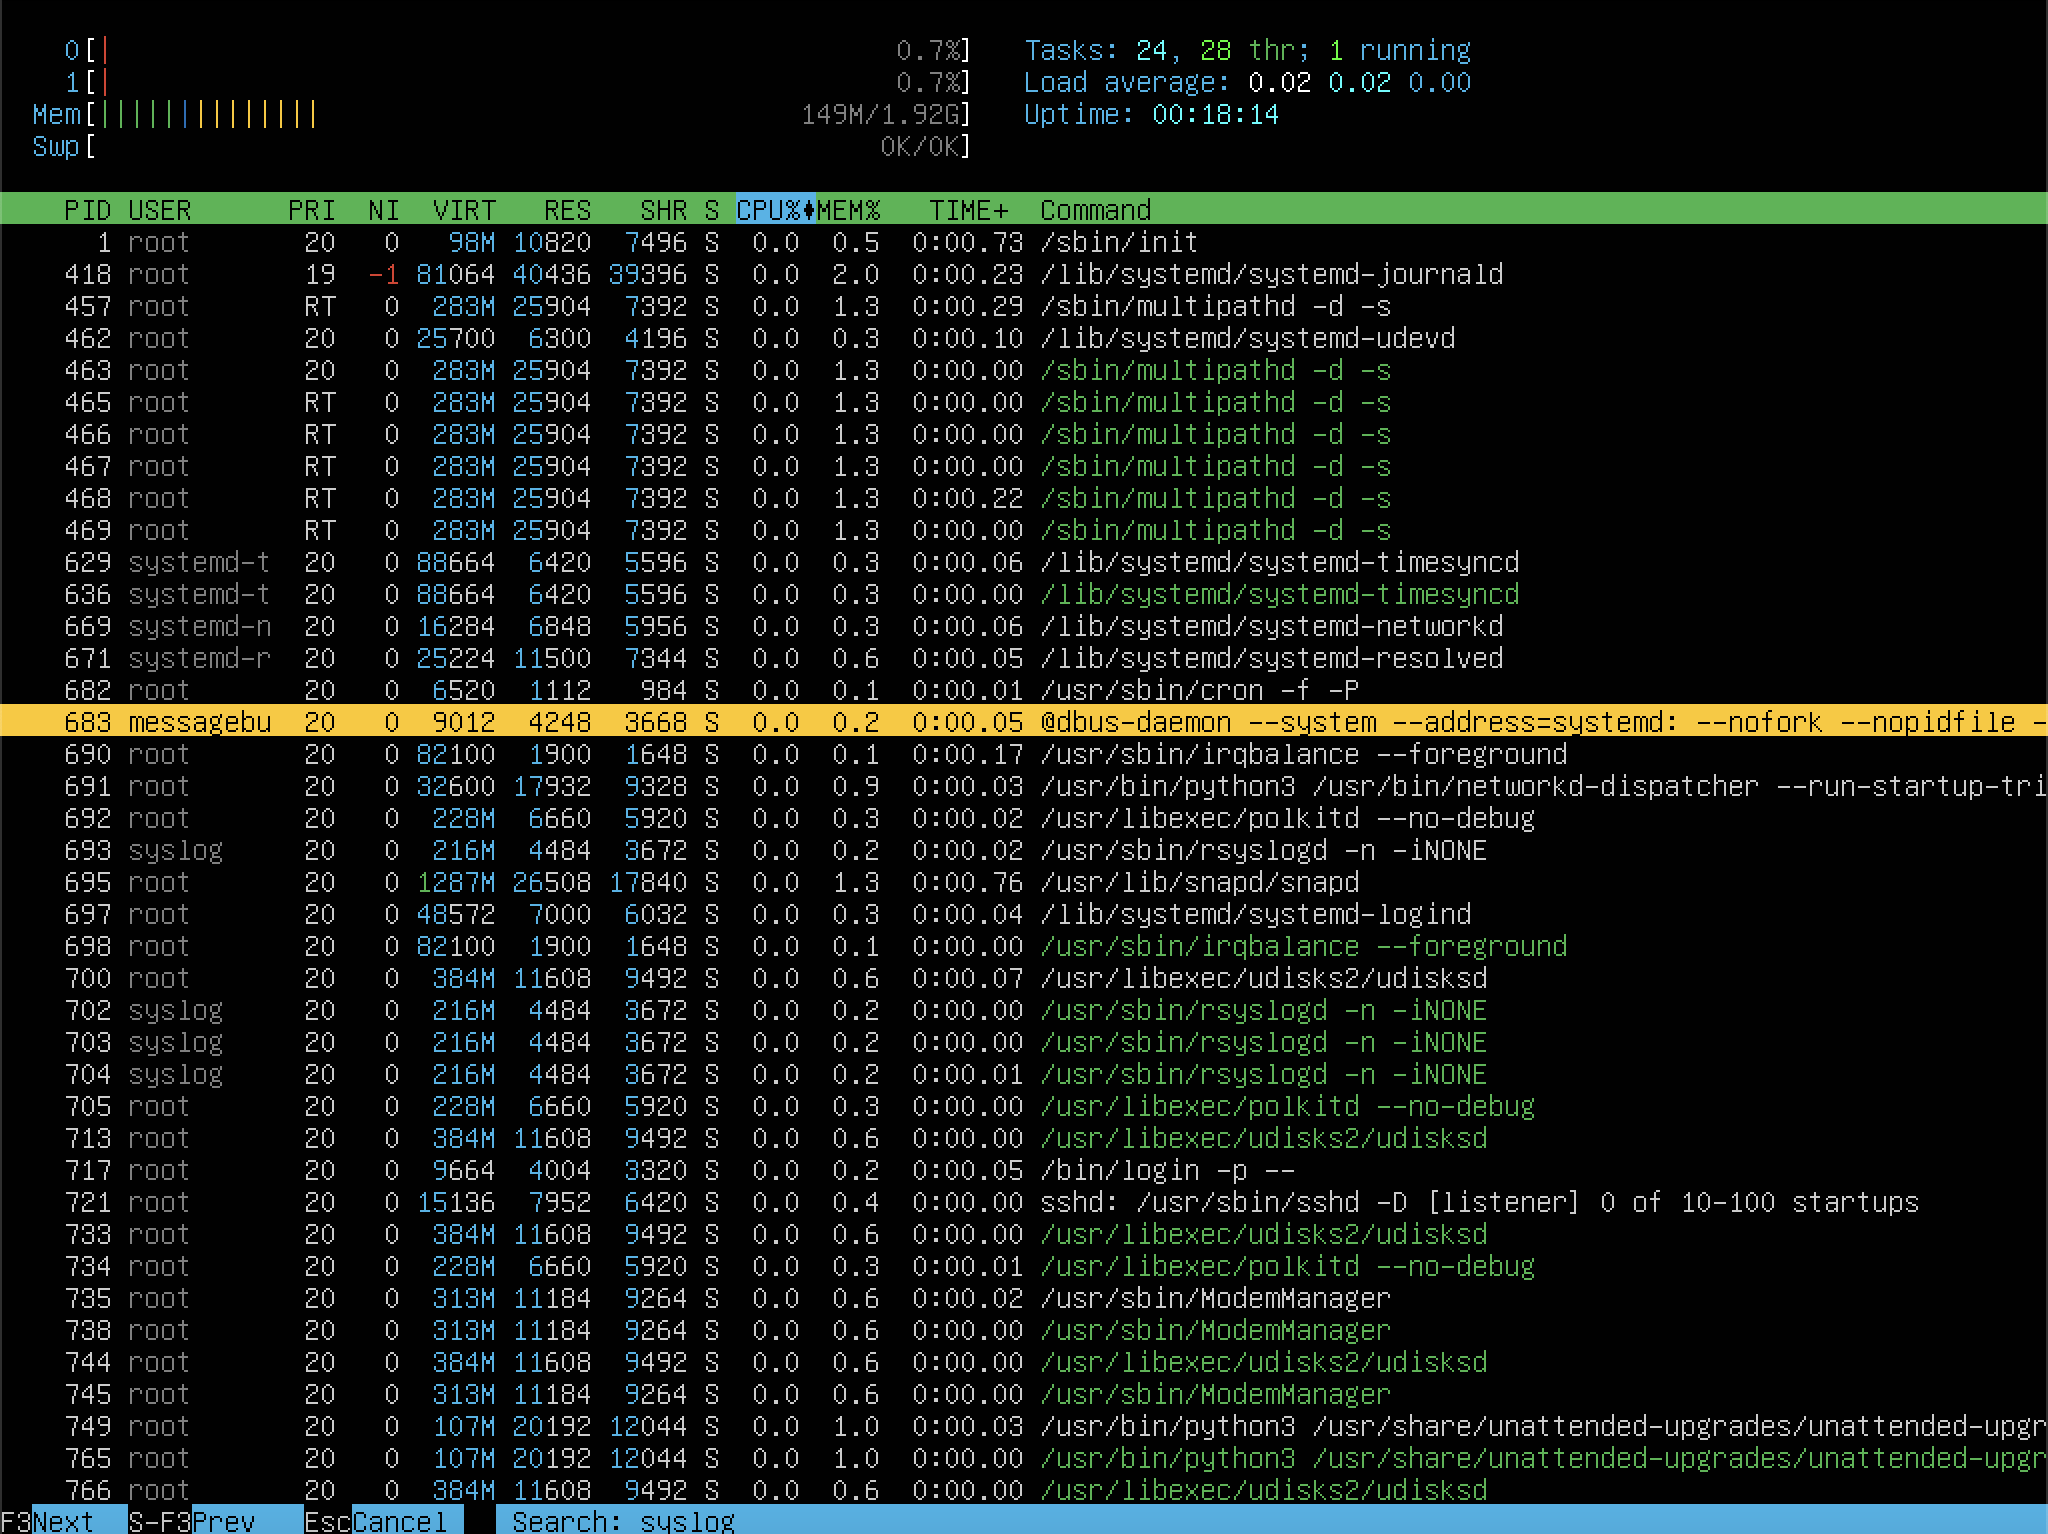 0[| 0.7%] Tasks: 24, 28 thr; 1 running
1[| 0.7%] Load average: 0.02 0.02 0.00
Mem[|||||||||||||| 149M/1.92G] Uptime: 00:18:14
Swp[ 0K/0K]
PID USER PRI NI VIRT RES SHR S CPU%♦MEM% TIME+ Command
1 root 20 0 98M 10820 7496 S 0.0 0.5 0:00.73 /sbin/init
418 root 19 -1 81064 40436 39396 S 0.0 2.0 0:00.23 /lib/systemd/systemd-journald
457 root RT 0 283M 25904 7392 S 0.0 1.3 0:00.29 /sbin/multipathd -d -s
462 root 20 0 25700 6300 4196 S 0.0 0.3 0:00.10 /lib/systemd/systemd-udevd
463 root 20 0 283M 25904 7392 S 0.0 1.3 0:00.00 /sbin/multipathd -d -s
465 root RT 0 283M 25904 7392 S 0.0 1.3 0:00.00 /sbin/multipathd -d -s
466 root RT 0 283M 25904 7392 S 0.0 1.3 0:00.00 /sbin/multipathd -d -s
467 root RT 0 283M 25904 7392 S 0.0 1.3 0:00.00 /sbin/multipathd -d -s
468 root RT 0 283M 25904 7392 S 0.0 1.3 0:00.22 /sbin/multipathd -d -s
469 root RT 0 283M 25904 7392 S 0.0 1.3 0:00.00 /sbin/multipathd -d -s
629 systemd-t 20 0 88664 6420 5596 S 0.0 0.3 0:00.06 /lib/systemd/systemd-timesyncd
636 systemd-t 20 0 88664 6420 5596 S 0.0 0.3 0:00.00 /lib/systemd/systemd-timesyncd
669 systemd-n 20 0 16284 6848 5956 S 0.0 0.3 0:00.06 /lib/systemd/systemd-networkd
671 systemd-r 20 0 25224 11500 7344 S 0.0 0.6 0:00.05 /lib/systemd/systemd-resolved
682 root 20 0 6520 1112 984 S 0.0 0.1 0:00.01 /usr/sbin/cron -f -P
683 messagebu 20 0 9012 4248 3668 S 0.0 0.2 0:00.05 @dbus-daemon --system --address=systemd: --nofork --nopidfile -
690 root 20 0 82100 1900 1648 S 0.0 0.1 0:00.17 /usr/sbin/irqbalance --foreground
691 root 20 0 32600 17932 9328 S 0.0 0.9 0:00.03 /usr/bin/python3 /usr/bin/networkd-dispatcher --run-startup-tri
692 root 20 0 228M 6660 5920 S 0.0 0.3 0:00.02 /usr/libexec/polkitd --no-debug
693 syslog 20 0 216M 4484 3672 S 0.0 0.2 0:00.02 /usr/sbin/rsyslogd -n -iNONE
695 root 20 0 1287M 26508 17840 S 0.0 1.3 0:00.76 /usr/lib/snapd/snapd
697 root 20 0 48572 7000 6032 S 0.0 0.3 0:00.04 /lib/systemd/systemd-logind
698 root 20 0 82100 1900 1648 S 0.0 0.1 0:00.00 /usr/sbin/irqbalance --foreground
700 root 20 0 384M 11608 9492 S 0.0 0.6 0:00.07 /usr/libexec/udisks2/udisksd
702 syslog 20 0 216M 4484 3672 S 0.0 0.2 0:00.00 /usr/sbin/rsyslogd -n -iNONE
703 syslog 20 0 216M 4484 3672 S 0.0 0.2 0:00.00 /usr/sbin/rsyslogd -n -iNONE
704 syslog 20 0 216M 4484 3672 S 0.0 0.2 0:00.01 /usr/sbin/rsyslogd -n -iNONE
705 root 20 0 228M 6660 5920 S 0.0 0.3 0:00.00 /usr/libexec/polkitd --no-debug
713 root 20 0 384M 11608 9492 S 0.0 0.6 0:00.00 /usr/libexec/udisks2/udisksd
717 root 20 0 9664 4004 3320 S 0.0 0.2 0:00.05 /bin/login -p --
721 root 20 0 15136 7952 6420 S 0.0 0.4 0:00.00 sshd: /usr/sbin/sshd -D [listener] 0 of 10-100 startups
733 root 20 0 384M 11608 9492 S 0.0 0.6 0:00.00 /usr/libexec/udisks2/udisksd
734 root 20 0 228M 6660 5920 S 0.0 0.3 0:00.01 /usr/libexec/polkitd --no-debug
735 root 20 0 313M 11184 9264 S 0.0 0.6 0:00.02 /usr/sbin/ModemManager
738 root 20 0 313M 11184 9264 S 0.0 0.6 0:00.00 /usr/sbin/ModemManager
744 root 20 0 384M 11608 9492 S 0.0 0.6 0:00.00 /usr/libexec/udisks2/udisksd
745 root 20 0 313M 11184 9264 S 0.0 0.6 0:00.00 /usr/sbin/ModemManager
749 root 20 0 107M 20192 12044 S 0.0 1.0 0:00.03 /usr/bin/python3 /usr/share/unattended-upgrades/unattended-upgr
765 root 20 0 107M 20192 12044 S 0.0 1.0 0:00.00 /usr/bin/python3 /usr/share/unattended-upgrades/unattended-upgr
766 root 20 0 384M 11608 9492 S 0.0 0.6 0:00.00 /usr/libexec/udisks2/udisksd
F3Next S-F3Prev EscCancel Search: syslog